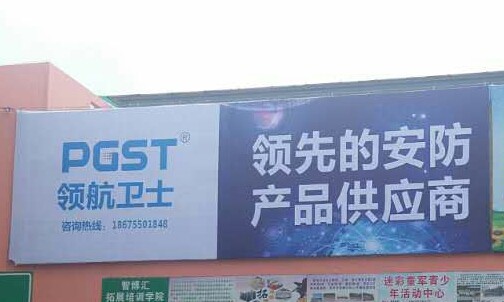 PGST®
领航卫士
咨询热线：18675501848
领先的安防
产品供应商
智博汇
拓展培训学院
迷彩童军青少
年活动中心